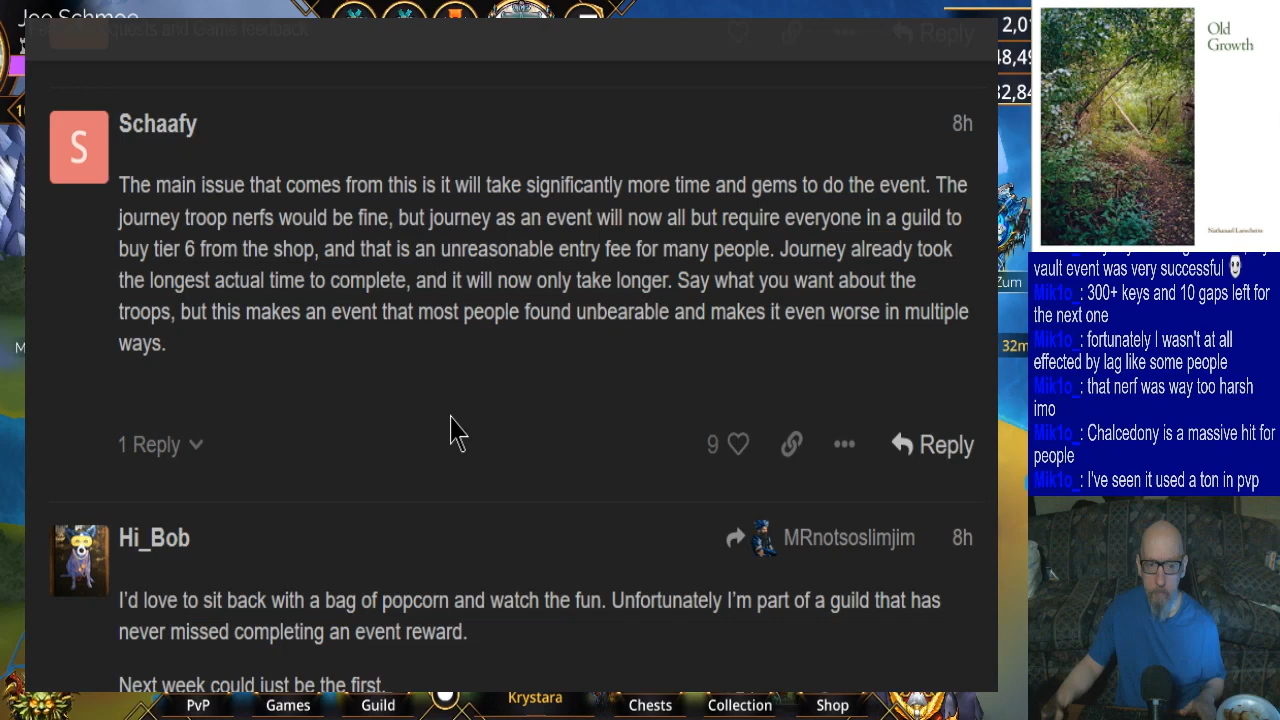 Joe Schmoe
Reply
Schaafy
8h
S
The main issue that comes from this is it will take significantly more time and gems to do the event. The
journey troop nerfs would be fine, but journey as an event will now all but require everyone in a guild to
buy tier 6 from the shop, and that is an unreasonable entry fee for many people. Journey already took
the longest actual time to complete, and it will now only take longer. Say what you want about the
troops, but this makes an event that most people found unbearable and makes it even worse in multiple
ways.
1 Reply
9
Reply
Hi_Bob
MRnotsoslimjim
8h
I'd love to sit back with a bag of popcorn and watch the fun. Unfortunately I'm part of a guild that has
never missed completing an event reward.
Next week could just be the first.
PvP
Games
Guild
Krystara
Chests
Collection
Shop
Zum
32m
Old
Growth
vault event was very successful
Mik1o_: 300+ keys and 10 gaps left for
the next one
Mik1o_: fortunately I wasn't at all
effected by lag like some people
Mik1o_: that nerf was way too harsh
imo
Mik1o_: Chalcedony is a massive hit for
people
Mik1o_: I've seen it used a ton in pvp